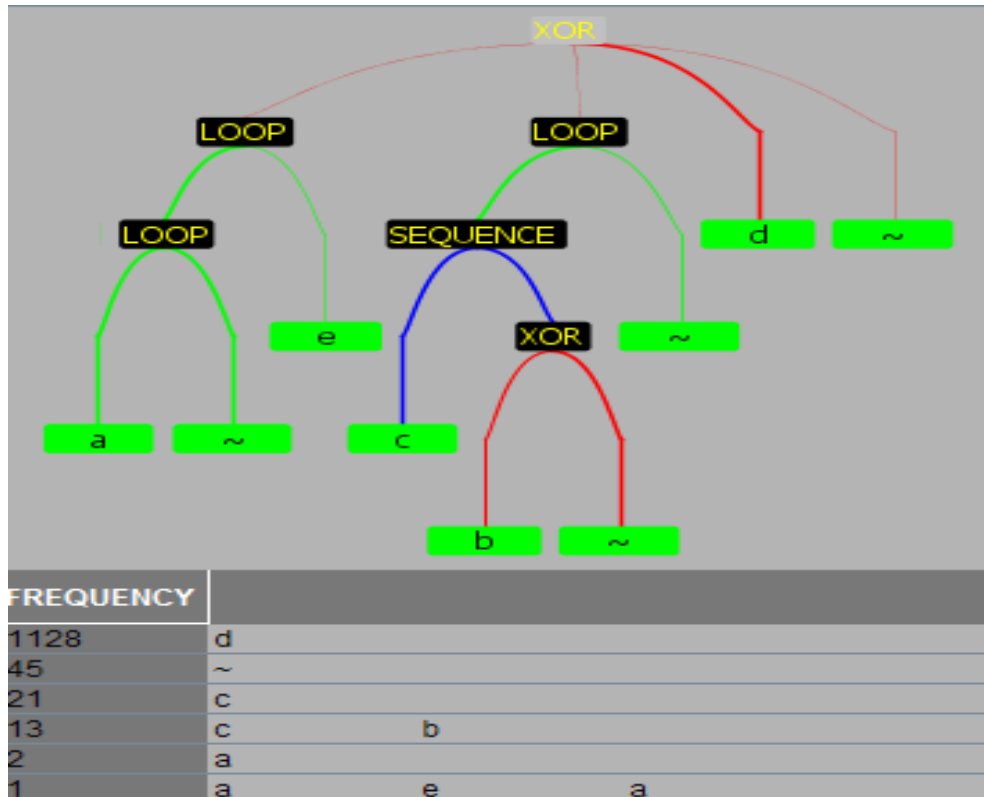 XOR
LOOP LOOP
LOOP SEQUENCE d ~
e XOR ~
a ~ c
b ~
FREQUENCY
1128 d
45 ~
21 c
13 c b
2 a
1 a e a